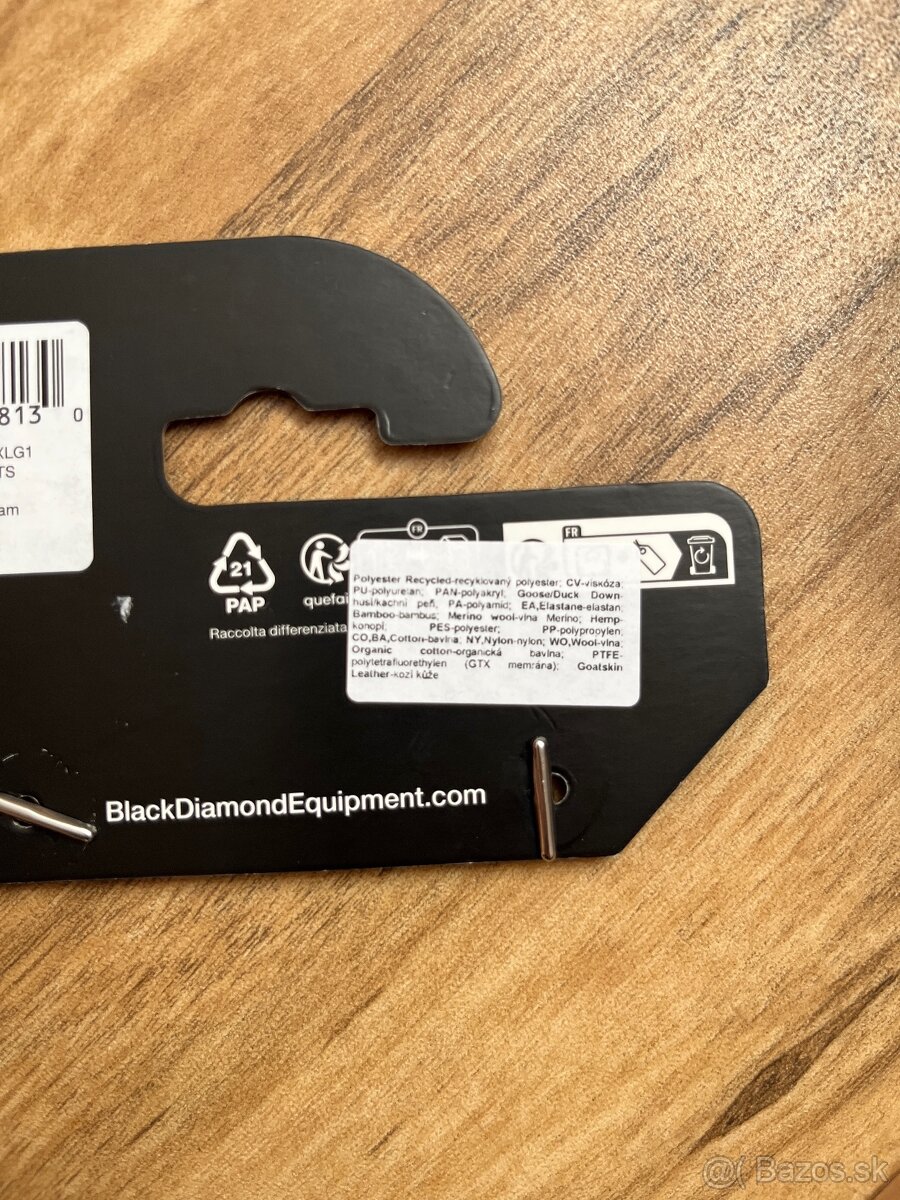 813 0
XLG1
TS
am
21
PAP
quefai
Raccolta differenziata
FR
FR
Polyester Recycled-recyklovaný polyester; CV-viskóza;
PU-polyuretan; PAN-polyakryl, Goose/Duck Down-
husí/kachní peří, PA-polyamid; EA,Elastane-elastan;
Bamboo-bambus; Merino wool-vlna Merino; Hemp-
konopí; PES-polyester; PP-polypropylen;
CO,BA,Cotton-bavlna; NY,Nylon-nylon; WO,Wool-vlna;
Organic cotton-organická bavlna; PTFE-
polytetrafluorethylen (GTX memrána); Goatskin
Leather-kozí kůže
BlackDiamondEquipment.com
@( Bazos.sk